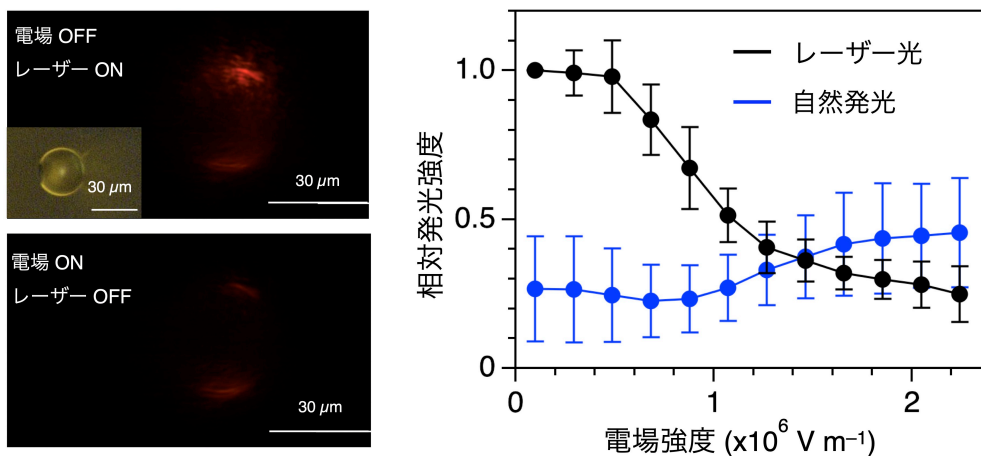 電場 OFF
レーザー ON
30 µm
30 µm
電場 ON
レーザー OFF
30 µm
相対発光強度
1.0
0.5
0
レーザー光
自然発光
0 1 2
電場強度 (x10⁶ V m⁻¹)